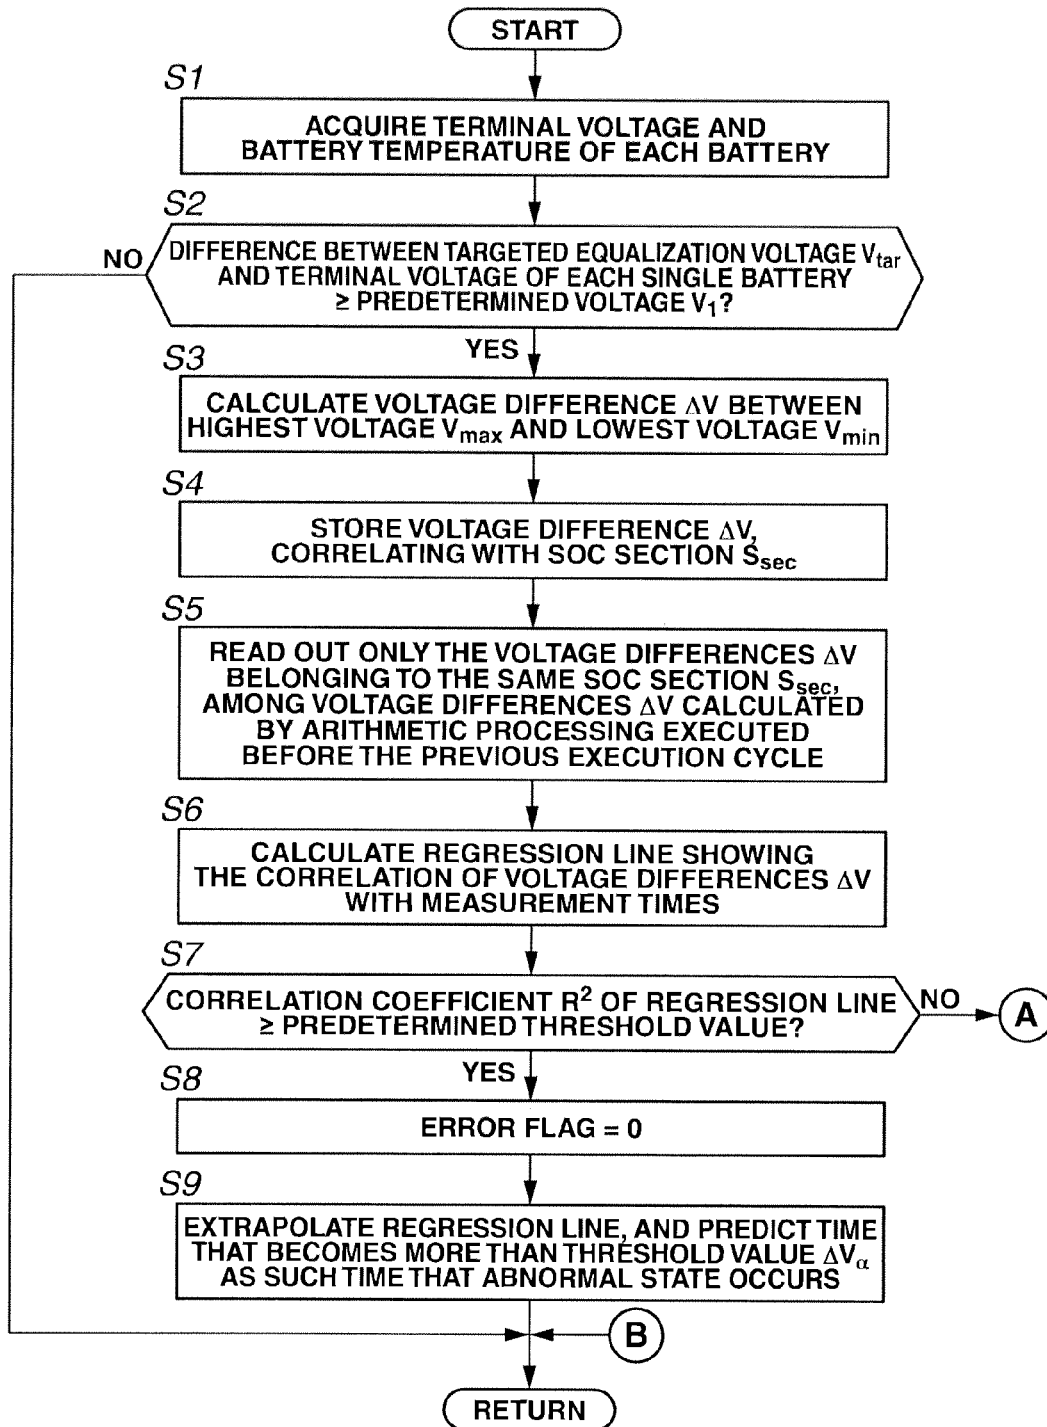 START
S1
ACQUIRE TERMINAL VOLTAGE AND
BATTERY TEMPERATURE OF EACH BATTERY
S2
NO
DIFFERENCE BETWEEN TARGETED EQUALIZATION VOLTAGE Vtar
AND TERMINAL VOLTAGE OF EACH SINGLE BATTERY
≥ PREDETERMINED VOLTAGE V1?
YES
S3
CALCULATE VOLTAGE DIFFERENCE ΔV BETWEEN
HIGHEST VOLTAGE Vmax AND LOWEST VOLTAGE Vmin
S4
STORE VOLTAGE DIFFERENCE ΔV,
CORRELATING WITH SOC SECTION Ssec
S5
READ OUT ONLY THE VOLTAGE DIFFERENCES ΔV
BELONGING TO THE SAME SOC SECTION Ssec,
AMONG VOLTAGE DIFFERENCES ΔV CALCULATED
BY ARITHMETIC PROCESSING EXECUTED
BEFORE THE PREVIOUS EXECUTION CYCLE
S6
CALCULATE REGRESSION LINE SHOWING
THE CORRELATION OF VOLTAGE DIFFERENCES ΔV
WITH MEASUREMENT TIMES
S7
CORRELATION COEFFICIENT R² OF REGRESSION LINE
≥ PREDETERMINED THRESHOLD VALUE?
NO
A
YES
S8
ERROR FLAG = 0
S9
EXTRAPOLATE REGRESSION LINE, AND PREDICT TIME
THAT BECOMES MORE THAN THRESHOLD VALUE ΔVα
AS SUCH TIME THAT ABNORMAL STATE OCCURS
B
RETURN